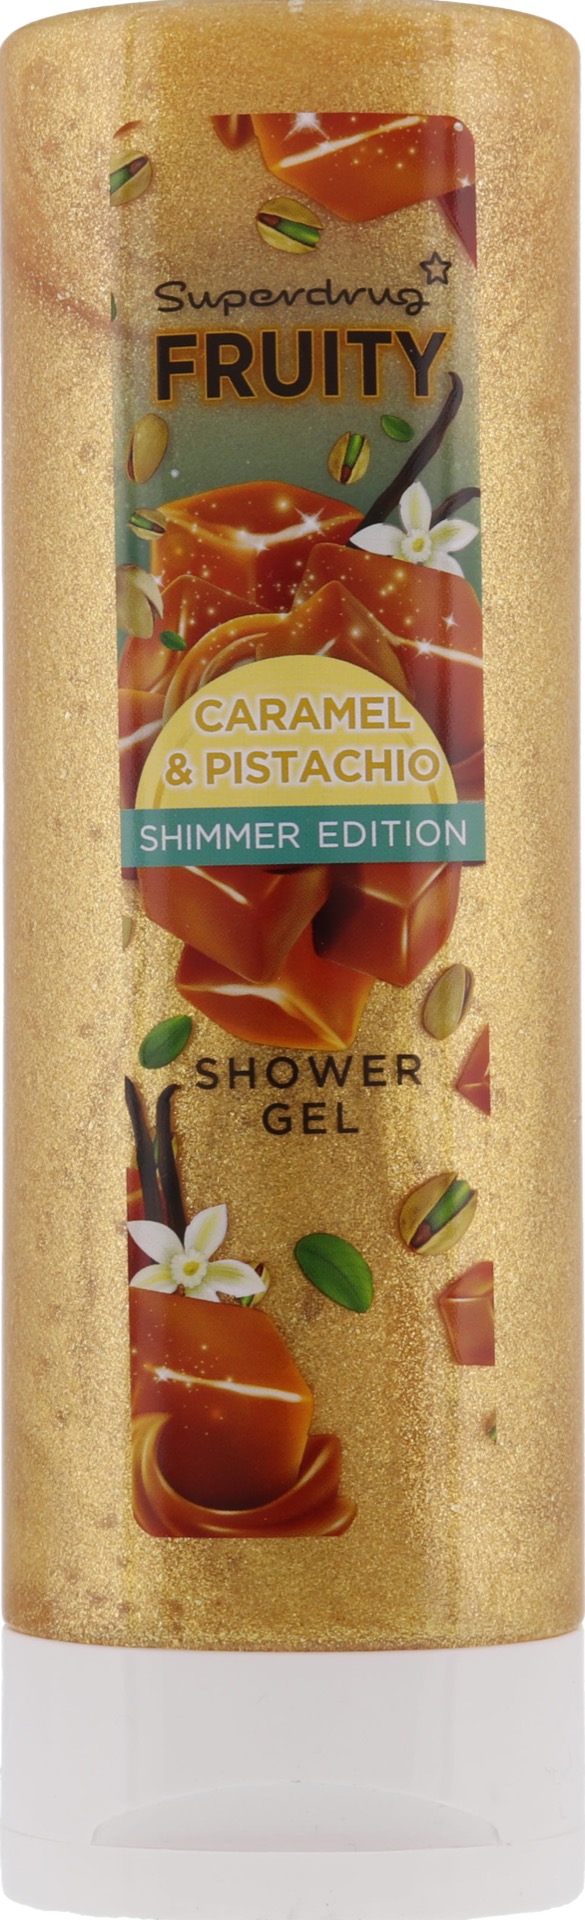 Superdrug
FRUITY
CARAMEL
& PISTACHIO
SHIMMER EDITION
SHOWER
GEL